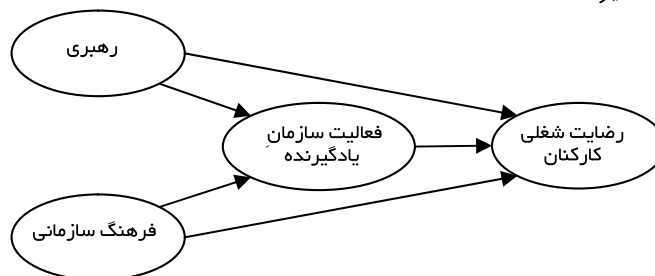 رهبری
فعالیت سازمانِ
یادگیرنده
رضایت شغلی
کارکنان
فرهنگ سازمانی